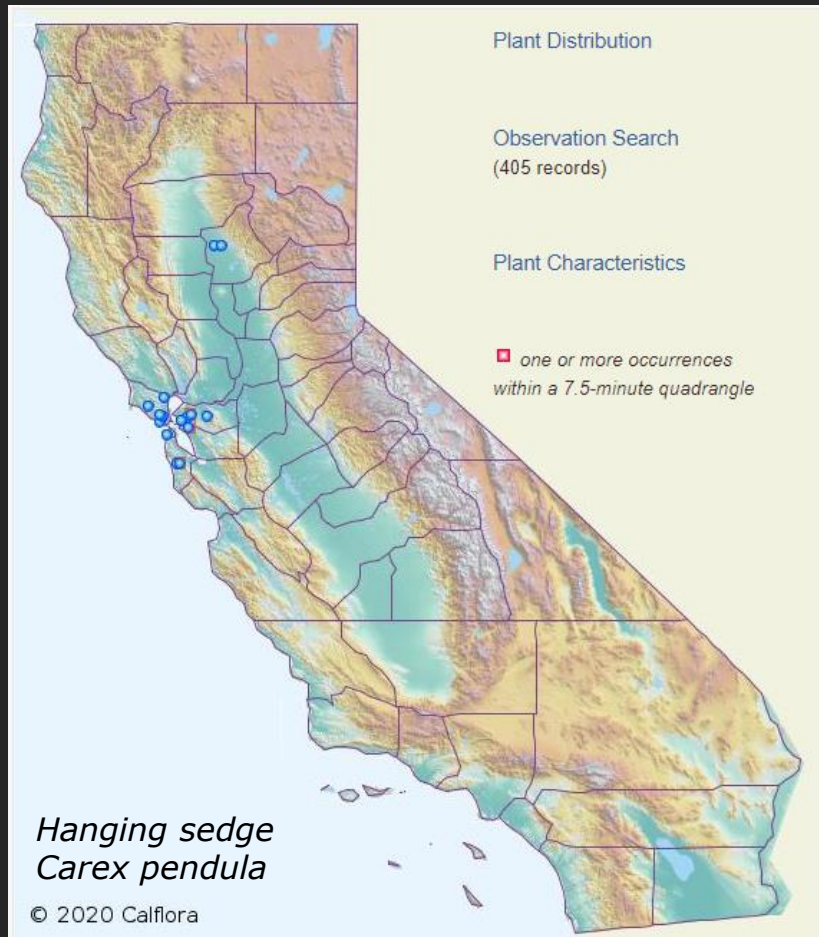 Plant Distribution
Observation Search
(405 records)
Plant Characteristics
one or more occurrences
within a 7.5-minute quadrangle
Hanging sedge
Carex pendula
© 2020 Calflora